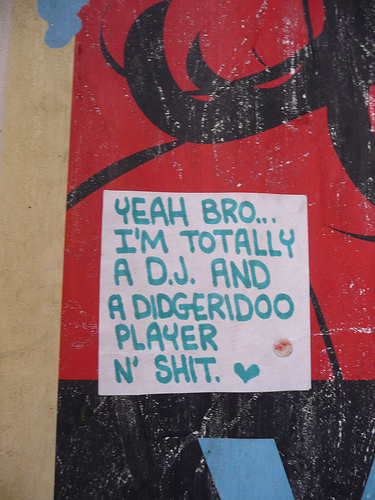 YEAH BRO...
I'M TOTALLY
A D.J. AND
A DIDGERIDOO
PLAYER
N' SHIT. ♥